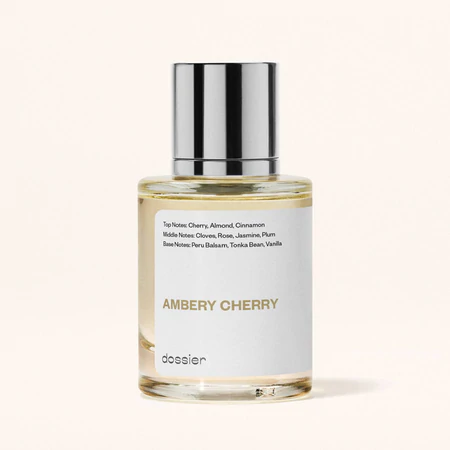 Top Notes: Cherry, Almond, Cinnamon
Middle Notes: Cloves, Rose, Jasmine, Plum
Base Notes: Peru Balsam, Tonka Bean, Vanilla
AMBERY CHERRY
dossier